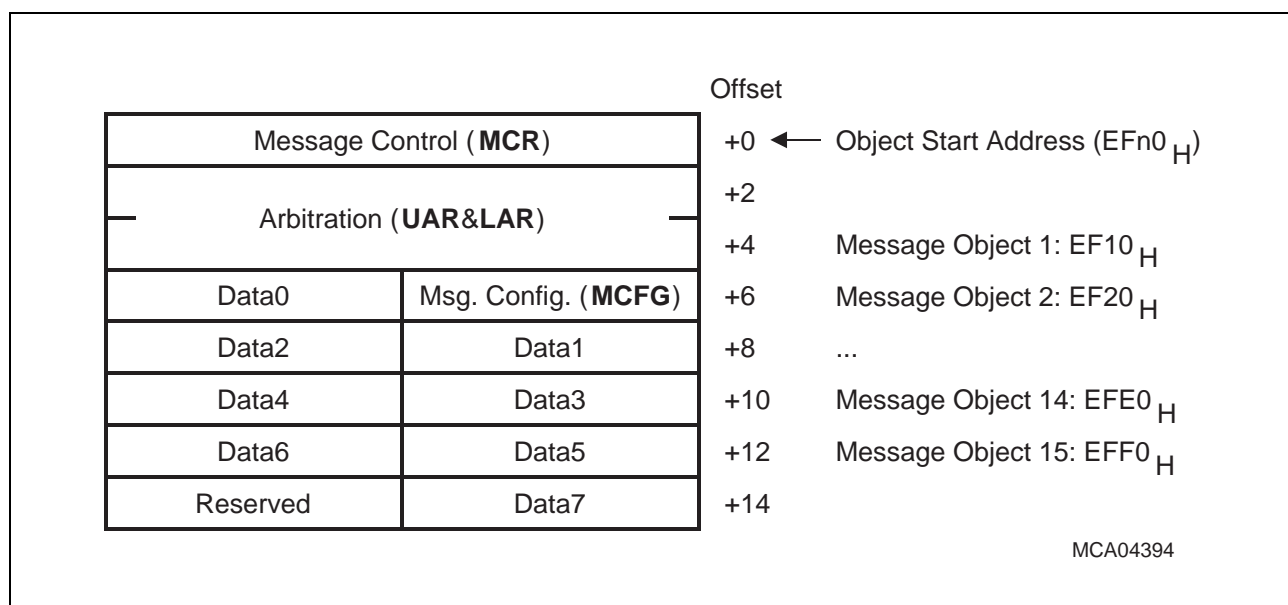 Offset
Message Control (MCR) +0 Object Start Address (EFn0H)
+2
Arbitration (UAR&LAR)
+4 Message Object 1: EF10H
Data0 Msg. Config. (MCFG) +6 Message Object 2: EF20H
Data2 Data1 +8 ...
Data4 Data3 +10 Message Object 14: EFE0H
Data6 Data5 +12 Message Object 15: EFF0H
Reserved Data7 +14
MCA04394